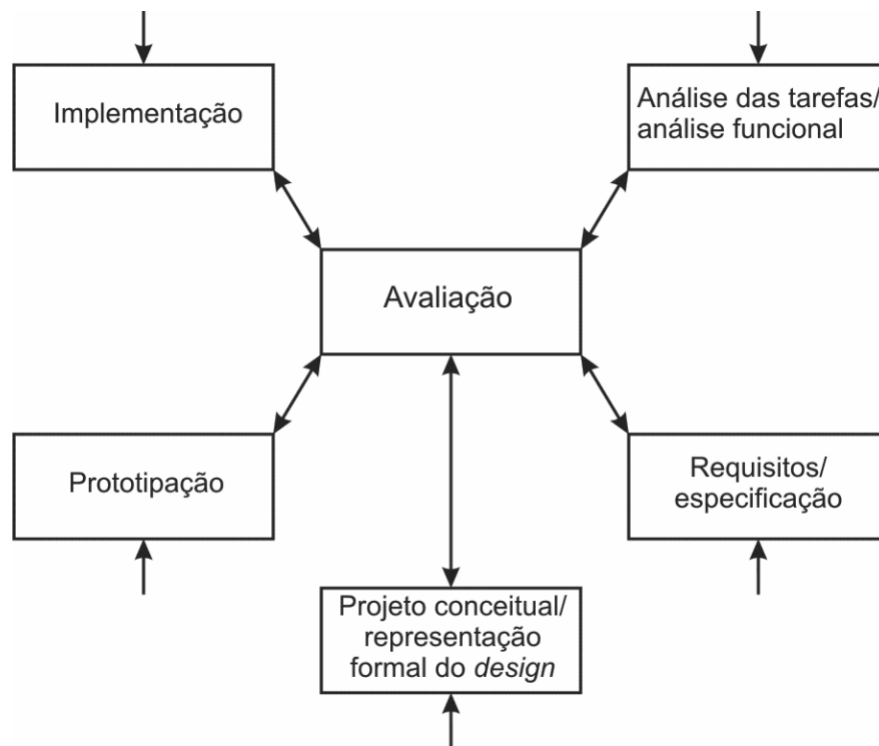 Implementação
Análise das tarefas/
análise funcional
Avaliação
Prototipação
Requisitos/
especificação
Projeto conceitual/
representação
formal do design